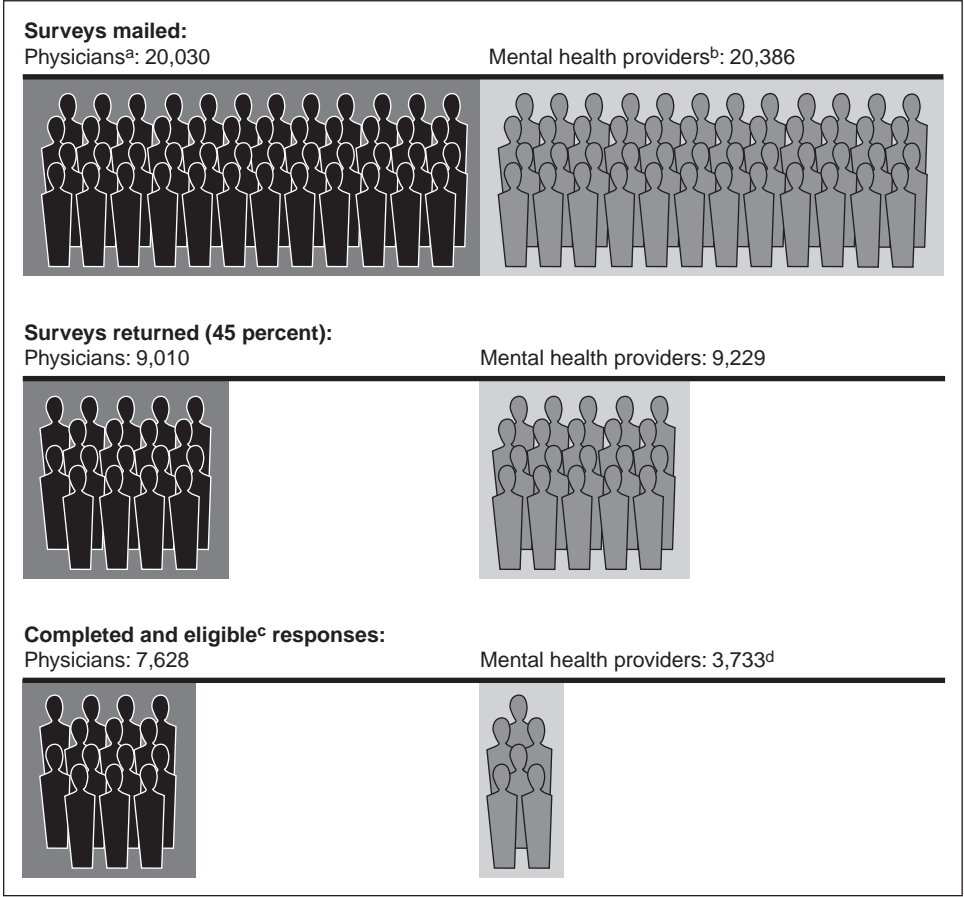 Surveys mailed:
Physiciansᵃ: 20,030
Mental health providersᵇ: 20,386
Surveys returned (45 percent):
Physicians: 9,010
Mental health providers: 9,229
Completed and eligibleᶜ responses:
Physicians: 7,628
Mental health providers: 3,733ᵈ